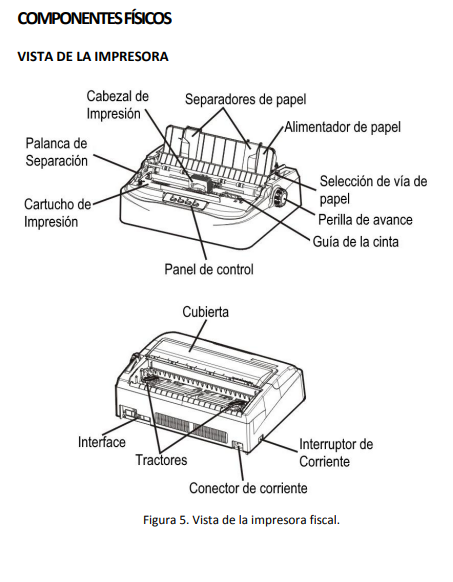 COMPONENTES FÍSICOS
VISTA DE LA IMPRESORA
Cabezal de
Impresión
Separadores de papel
Alimentador de papel
Palanca de
Separación
Selección de vía de
papel
Cartucho de
Impresión
Perilla de avance
Guía de la cinta
Panel de control
Cubierta
Interface
Tractores
Interruptor de
Corriente
Conector de corriente
Figura 5. Vista de la impresora fiscal.